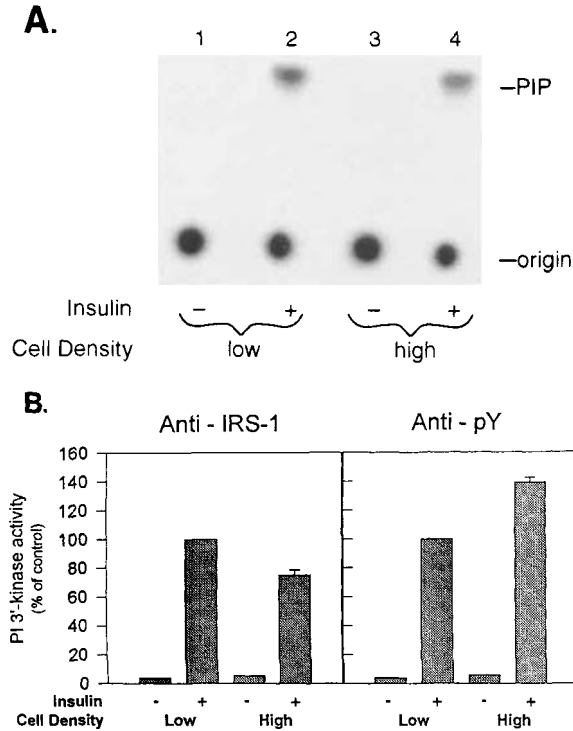 A.
1 2 3 4
–PIP
–origin
Insulin – + – +
Cell Density low high
B.
Anti - IRS-1 Anti - pY
PI 3'-kinase activity
(% of control)
160
140
120
100
80
60
40
20
0
Insulin - + - + - + - +
Cell Density Low High Low High